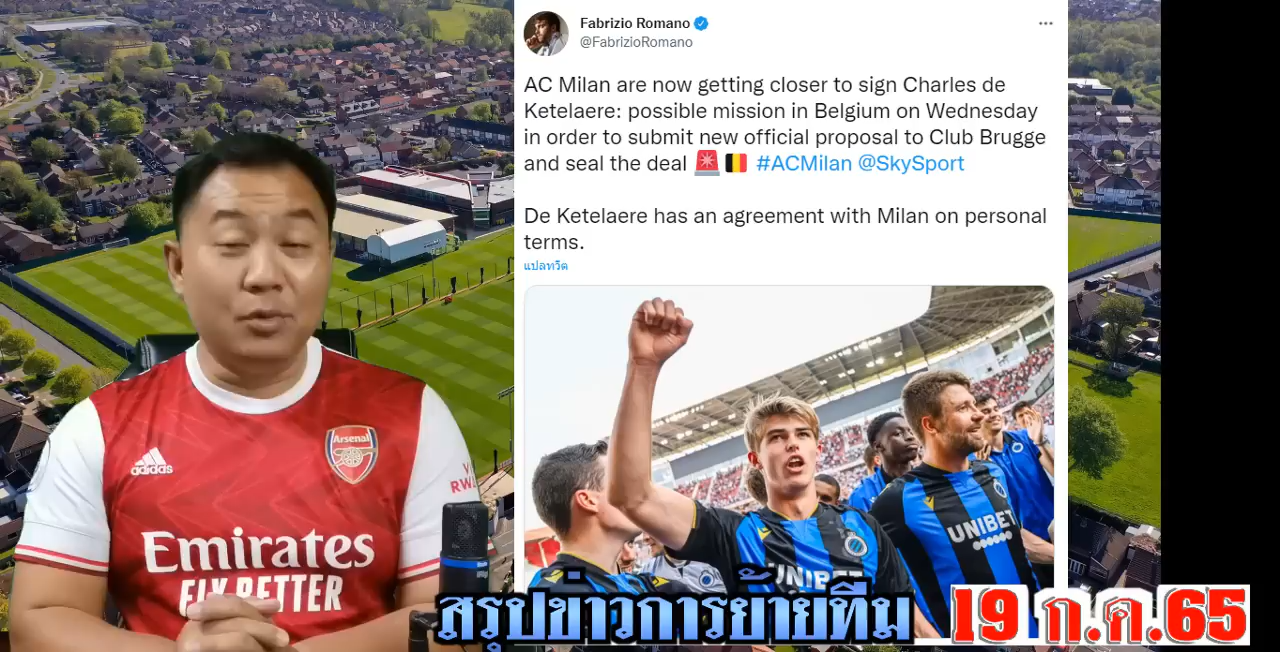 Fabrizio Romano
@FabrizioRomano
AC Milan are now getting closer to sign Charles de
Ketelaere: possible mission in Belgium on Wednesday
in order to submit new official proposal to Club Brugge
and seal the deal 🚨🇧🇪 #ACMilan @SkySport
De Ketelaere has an agreement with Milan on personal
terms.
แปลทวีต
Arsenal
adidas
RW
Emirates
FLY BETTER
UNIBET
UNIBET
สรุปข่าวการย้ายทีม 19 ก.ค.65